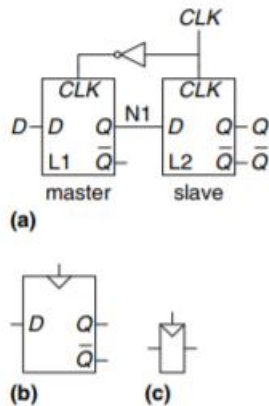 CLK
CLK CLK
D D Q N1 D Q Q
L1 Q̅ L2 Q̅ Q̅
master slave
(a)
D Q
Q̅
(b) (c)